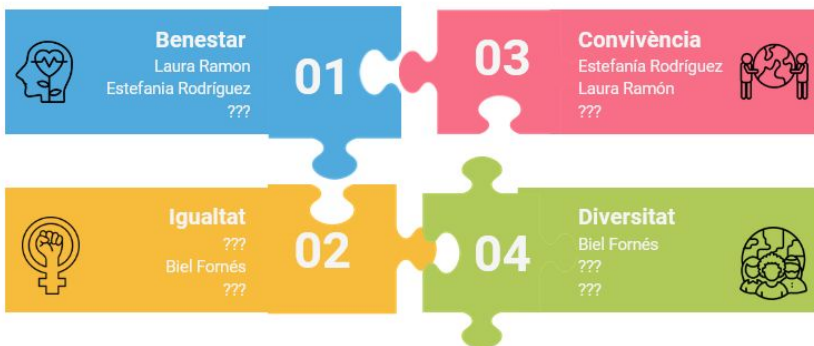 Benestar
Laura Ramon
Estefania Rodríguez
???
01
03
Convivència
Estefanía Rodríguez
Laura Ramón
???
Igualtat
???
Biel Fornés
???
02
04
Diversitat
Biel Fornés
???
???